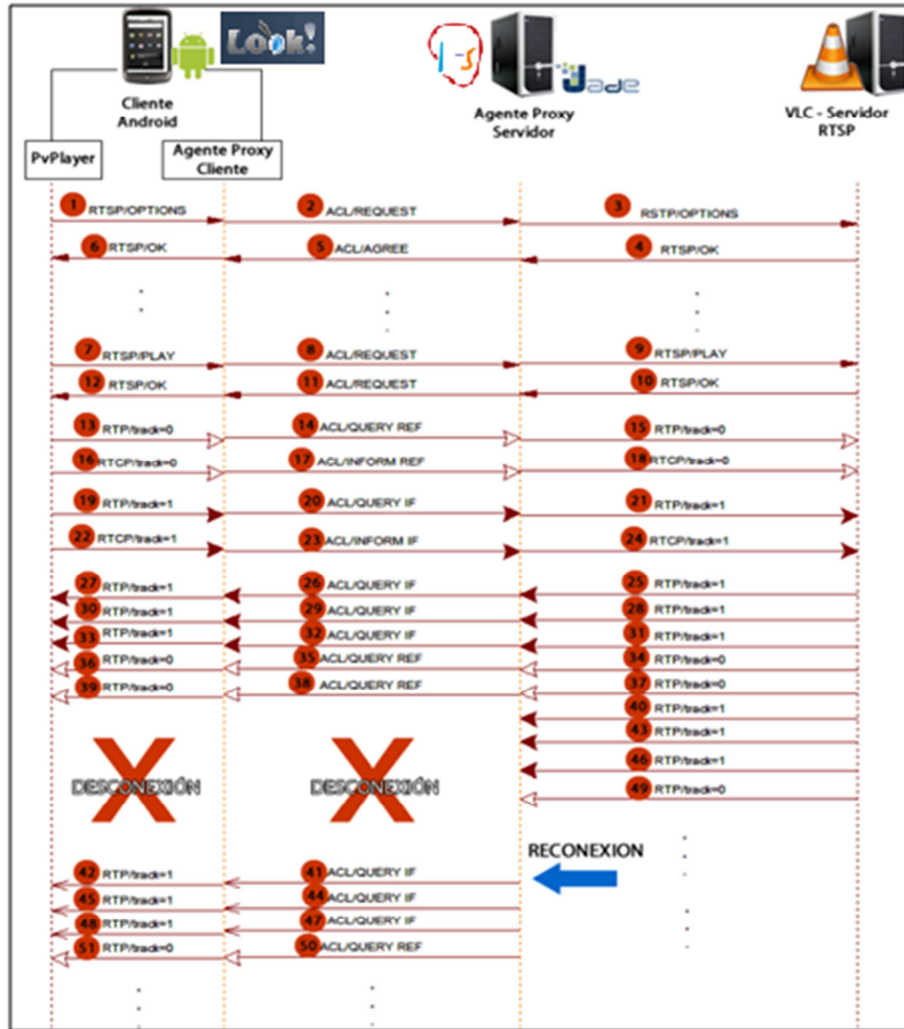 Look!
1-S
Jade
Cliente
Android
Agente Proxy
Servidor
VLC - Servidor
RTSP
PvPlayer
Agente Proxy
Cliente
1 RTSP/OPTIONS
2 ACL/REQUEST
3 RSTP/OPTIONS
6 RTSP/OK
5 ACL/AGREE
4 RTSP/OK
7 RTSP/PLAY
8 ACL/REQUEST
9 RTSP/PLAY
12 RTSP/OK
11 ACL/REQUEST
10 RTSP/OK
13 RTP/track=0
14 ACL/QUERY REF
15 RTP/track=0
16 RTCP/track=0
17 ACL/INFORM REF
18 RTCP/track=0
19 RTP/track=1
20 ACL/QUERY IF
21 RTP/track=1
22 RTCP/track=1
23 ACL/INFORM IF
24 RTCP/track=1
27 RTP/track=1
26 ACL/QUERY IF
25 RTP/track=1
30 RTP/track=1
29 ACL/QUERY IF
28 RTP/track=1
33 RTP/track=1
32 ACL/QUERY IF
31 RTP/track=1
36 RTP/track=0
35 ACL/QUERY REF
34 RTP/track=0
39 RTP/track=0
38 ACL/QUERY REF
37 RTP/track=0
40 RTP/track=1
43 RTP/track=1
46 RTP/track=1
49 RTP/track=0
X
DESCONEXIÓN
X
DESCONEXIÓN
RECONEXION
42 RTP/track=1
41 ACL/QUERY IF
45 RTP/track=1
44 ACL/QUERY IF
48 RTP/track=1
47 ACL/QUERY IF
51 RTP/track=0
50 ACL/QUERY REF